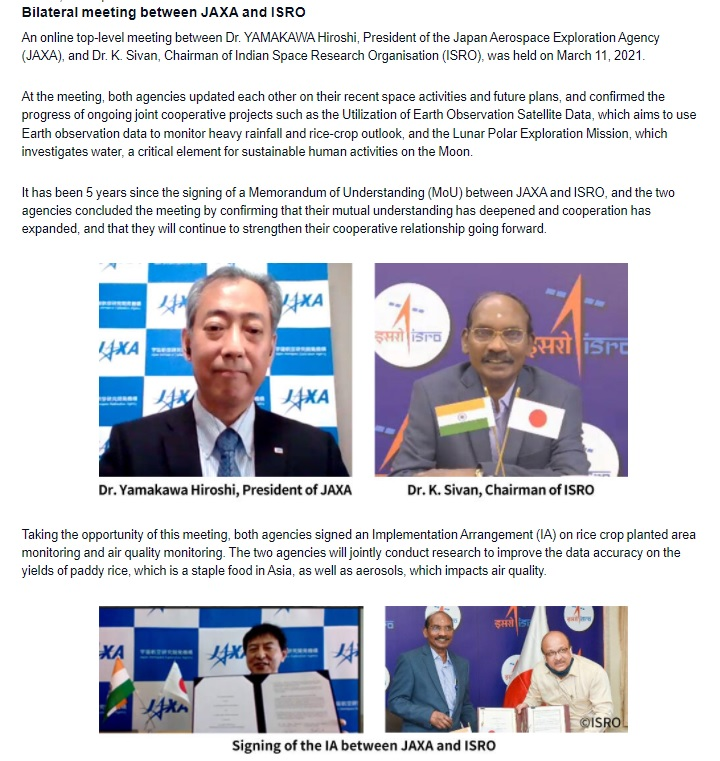 Bilateral meeting between JAXA and ISRO
An online top-level meeting between Dr. YAMAKAWA Hiroshi, President of the Japan Aerospace Exploration Agency
(JAXA), and Dr. K. Sivan, Chairman of Indian Space Research Organisation (ISRO), was held on March 11, 2021.
At the meeting, both agencies updated each other on their recent space activities and future plans, and confirmed the
progress of ongoing joint cooperative projects such as the Utilization of Earth Observation Satellite Data, which aims to use
Earth observation data to monitor heavy rainfall and rice-crop outlook, and the Lunar Polar Exploration Mission, which
investigates water, a critical element for sustainable human activities on the Moon.
It has been 5 years since the signing of a Memorandum of Understanding (MoU) between JAXA and ISRO, and the two
agencies concluded the meeting by confirming that their mutual understanding has deepened and cooperation has
expanded, and that they will continue to strengthen their cooperative relationship going forward.
JAXA
इसरो isro
इसरो isro
Dr. Yamakawa Hiroshi, President of JAXA
Dr. K. Sivan, Chairman of ISRO
Taking the opportunity of this meeting, both agencies signed an Implementation Arrangement (IA) on rice crop planted area
monitoring and air quality monitoring. The two agencies will jointly conduct research to improve the data accuracy on the
yields of paddy rice, which is a staple food in Asia, as well as aerosols, which impacts air quality.
JAXA
इसरो
©ISRO
Signing of the IA between JAXA and ISRO